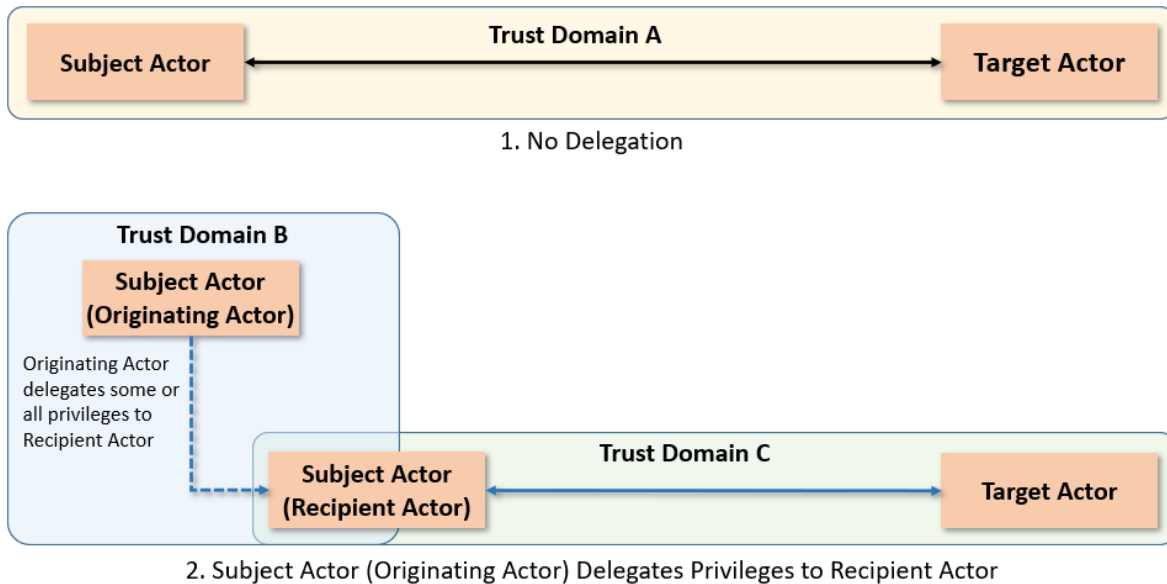 Trust Domain A
Subject Actor
Target Actor
1. No Delegation
Trust Domain B
Subject Actor
(Originating Actor)
Originating Actor
delegates some or
all privileges to
Recipient Actor
Trust Domain C
Subject Actor
(Recipient Actor)
Target Actor
2. Subject Actor (Originating Actor) Delegates Privileges to Recipient Actor